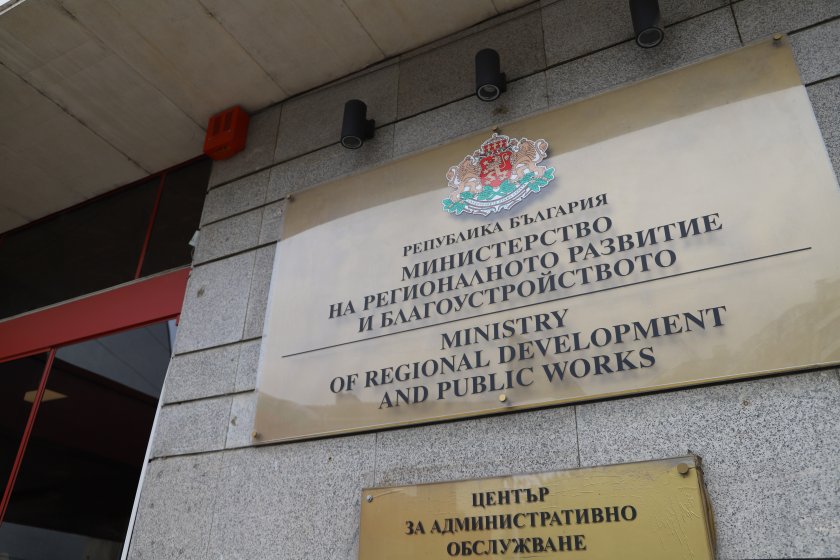 РЕПУБЛИКА БЪЛГАРИЯ
МИНИСТЕРСТВО
НА РЕГИОНАЛНОТО РАЗВИТИЕ
И БЛАГОУСТРОЙСТВОТО
MINISTRY
OF REGIONAL DEVELOPMENT
AND PUBLIC WORKS
ЦЕНТЪР
ЗА АДМИНИСТРАТИВНО
ОБСЛУЖВАНЕ